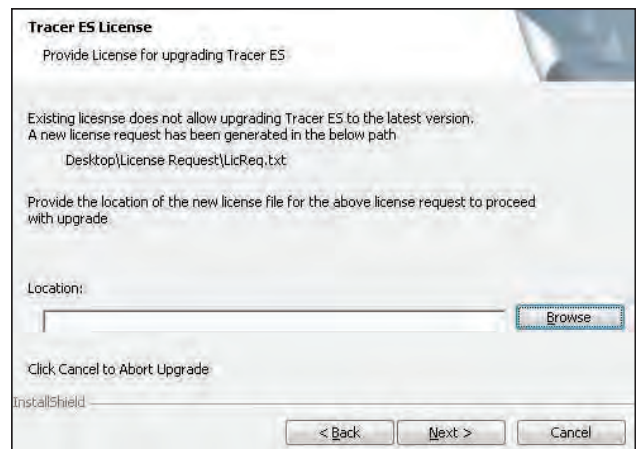 Tracer ES License
Provide License for upgrading Tracer ES
Existing licesnse does not allow upgrading Tracer ES to the latest version.
A new license request has been generated in the below path
Desktop\License Request\LicReq.txt
Provide the location of the new license file for the above license request to proceed
with upgrade
Location:
Browse
Click Cancel to Abort Upgrade
InstallShield
< Back
Next >
Cancel